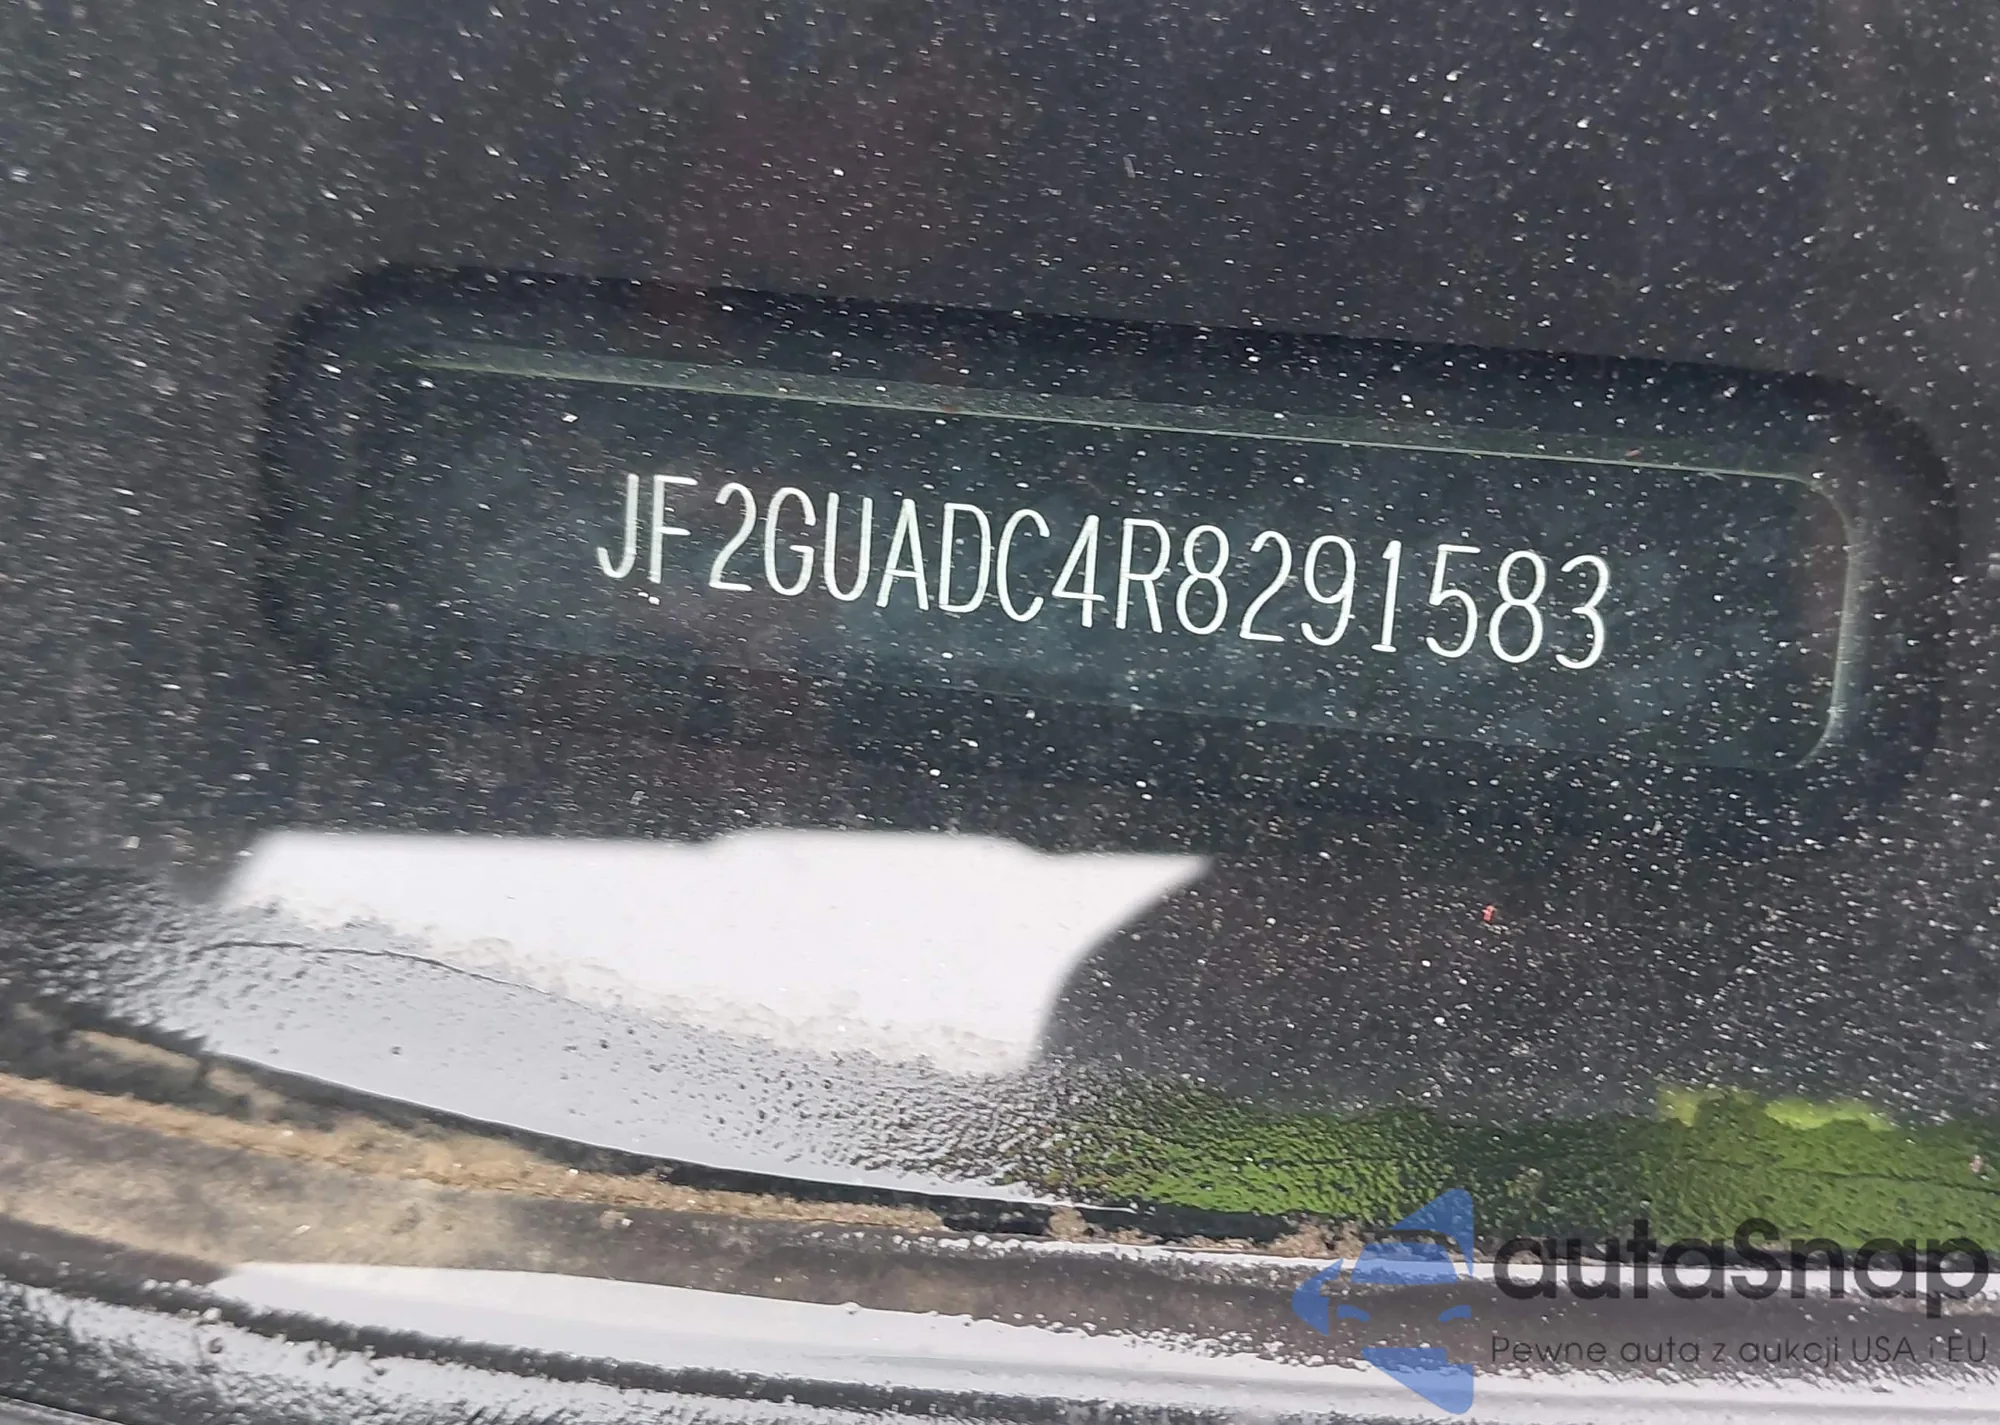 JF2GUADC4R8291583
autaSnap
Pewne auta z aukcji USA i EU